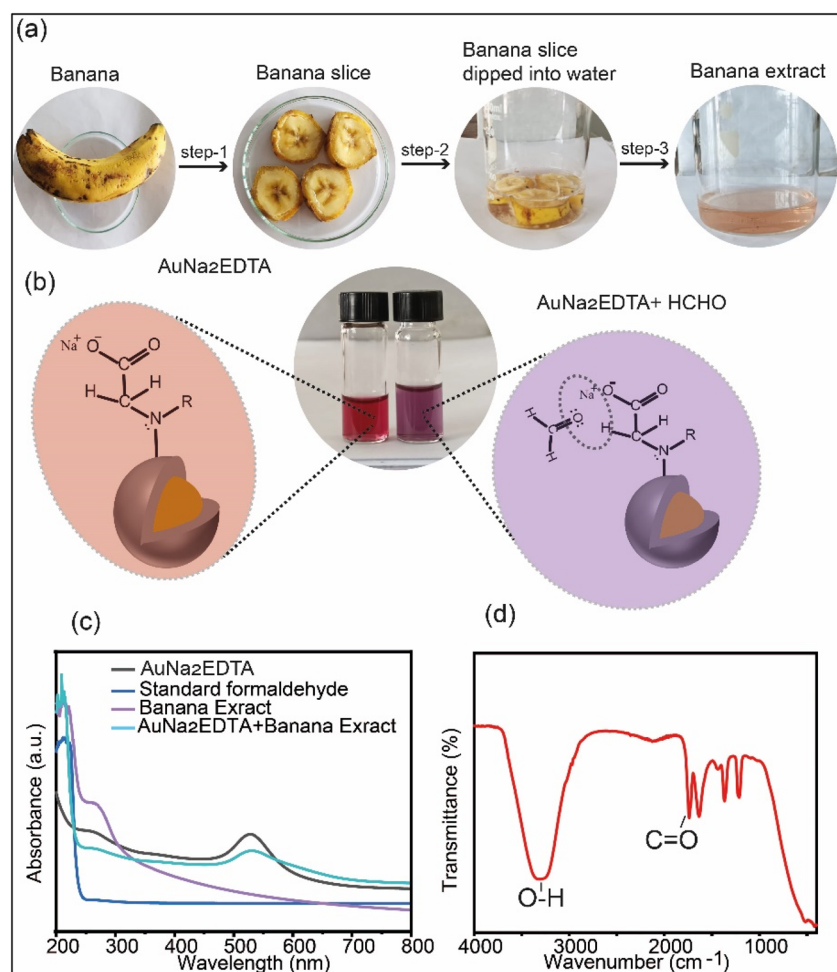 (a)
Banana
Banana slice
Banana slice
dipped into water
Banana extract
step-1
step-2
step-3
AuNa2EDTA
(b)
AuNa2EDTA+ HCHO
Na+
O-
O
C
H
H
C
R
N
Na+
O-
O
C
H
C
O
H
H
H
C
R
N
(c)
AuNa2EDTA
Standard formaldehyde
Banana Exract
AuNa2EDTA+Banana Exract
Absorbance (a.u.)
200 300 400 500 600 700 800
Wavelength (nm)
(d)
Transmittance (%)
O-H
C=O
4000 3000 2000 1000
Wavenumber (cm-1)